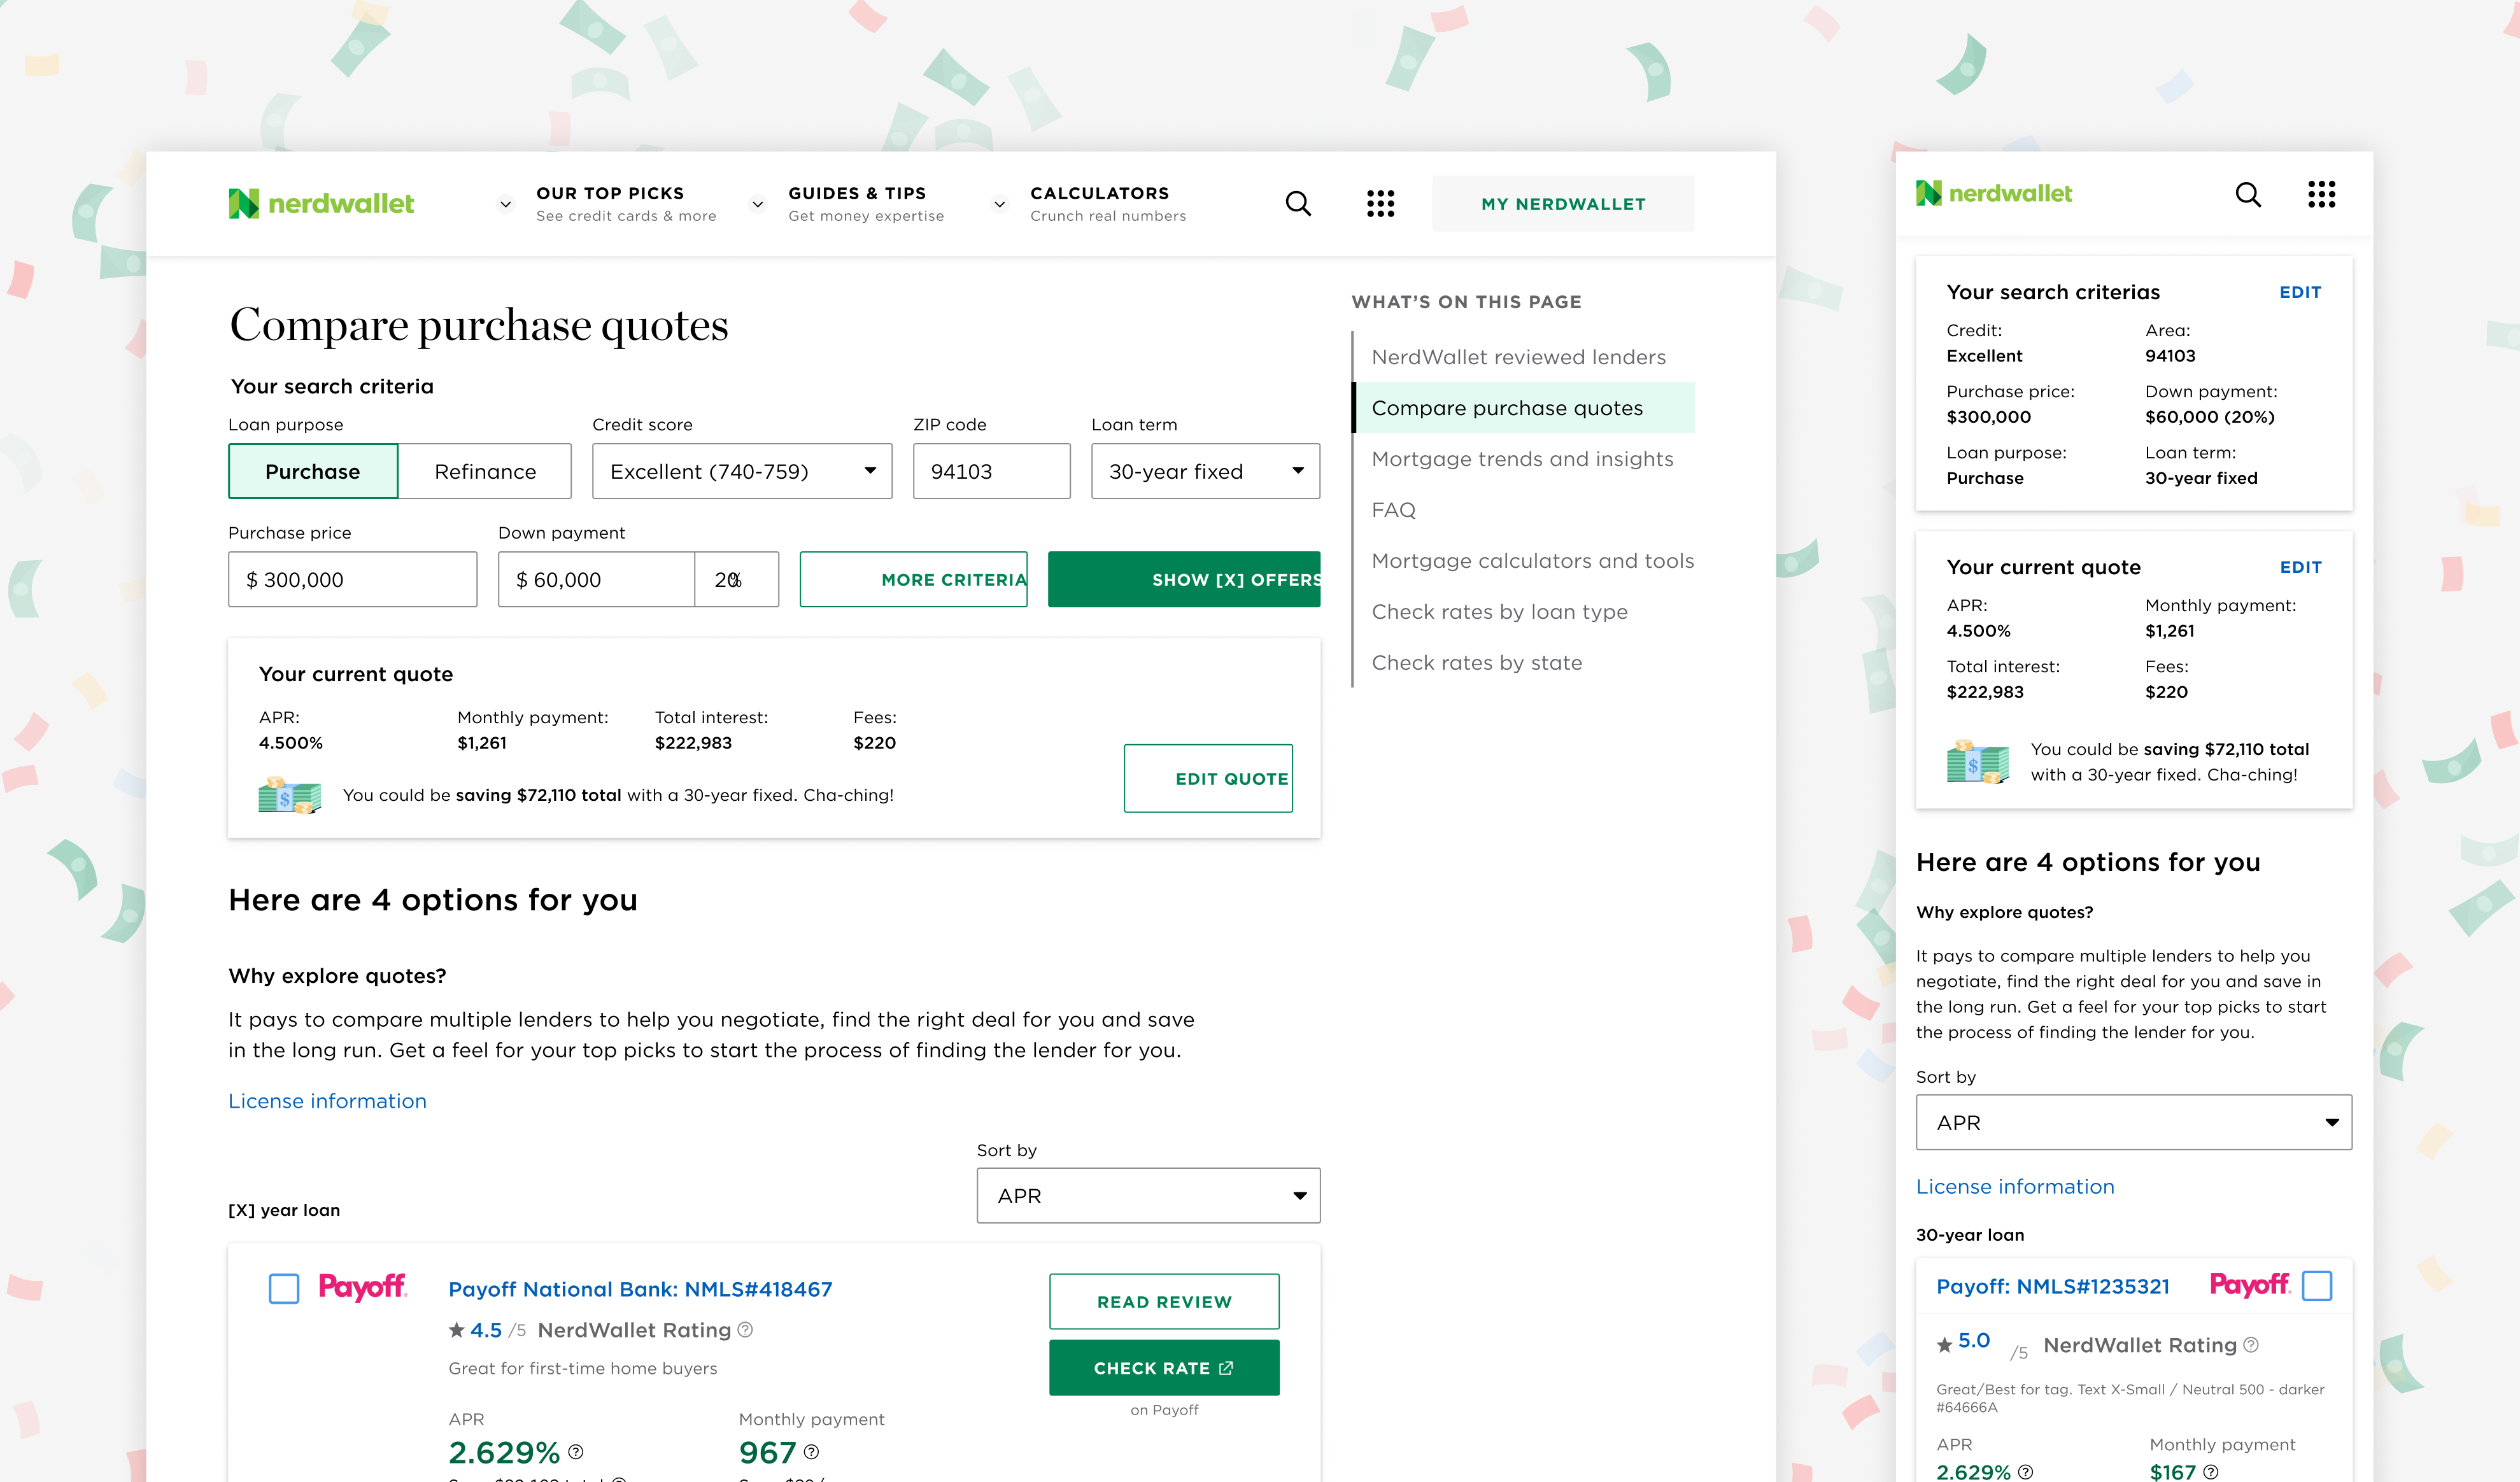 nerdwallet
OUR TOP PICKS
See credit cards & more
GUIDES & TIPS
Get money expertise
CALCULATORS
Crunch real numbers
MY NERDWALLET
Compare purchase quotes
Your search criteria
Loan purpose
Credit score
ZIP code
Loan term
Purchase
Refinance
Excellent (740-759)
94103
30-year fixed
Purchase price
Down payment
$ 300,000
$ 60,000
20%
MORE CRITERIA
SHOW [X] OFFERS
Your current quote
APR:
4.500%
Monthly payment:
$1,261
Total interest:
$222,983
Fees:
$220
You could be saving $72,110 total with a 30-year fixed. Cha-ching!
EDIT QUOTE
Here are 4 options for you
Why explore quotes?
It pays to compare multiple lenders to help you negotiate, find the right deal for you and save
in the long run. Get a feel for your top picks to start the process of finding the lender for you.
License information
Sort by
APR
[X] year loan
Payoff
Payoff National Bank: NMLS#418467
4.5 /5 NerdWallet Rating
Great for first-time home buyers
APR
2.629%
Monthly payment
967
READ REVIEW
CHECK RATE
on Payoff
WHAT'S ON THIS PAGE
NerdWallet reviewed lenders
Compare purchase quotes
Mortgage trends and insights
FAQ
Mortgage calculators and tools
Check rates by loan type
Check rates by state
nerdwallet
Your search criterias
EDIT
Credit:
Excellent
Area:
94103
Purchase price:
$300,000
Down payment:
$60,000 (20%)
Loan purpose:
Purchase
Loan term:
30-year fixed
Your current quote
EDIT
APR:
4.500%
Monthly payment:
$1,261
Total interest:
$222,983
Fees:
$220
You could be saving $72,110 total
with a 30-year fixed. Cha-ching!
Here are 4 options for you
Why explore quotes?
It pays to compare multiple lenders to help you
negotiate, find the right deal for you and save in
the long run. Get a feel for your top picks to start
the process of finding the lender for you.
Sort by
APR
License information
30-year loan
Payoff: NMLS#1235321
Payoff
5.0 /5 NerdWallet Rating
Great/Best for tag. Text X-Small / Neutral 500 - darker
#64666A
APR
2.629%
Monthly payment
$167